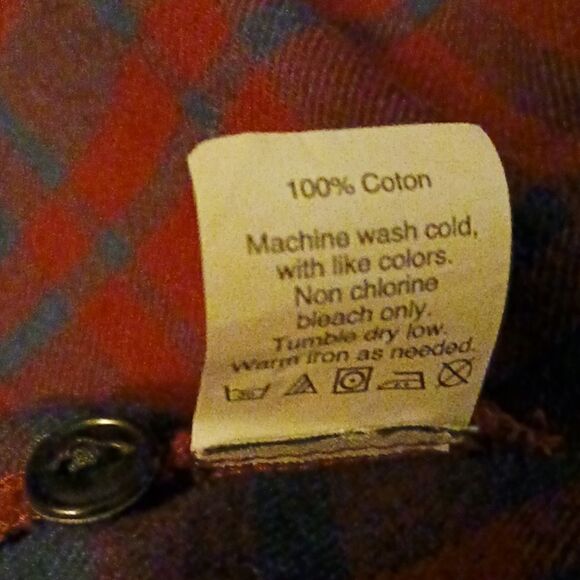 100% Coton
Machine wash cold,
with like colors.
Non chlorine
bleach only.
Tumble dry low.
Warm iron as needed.